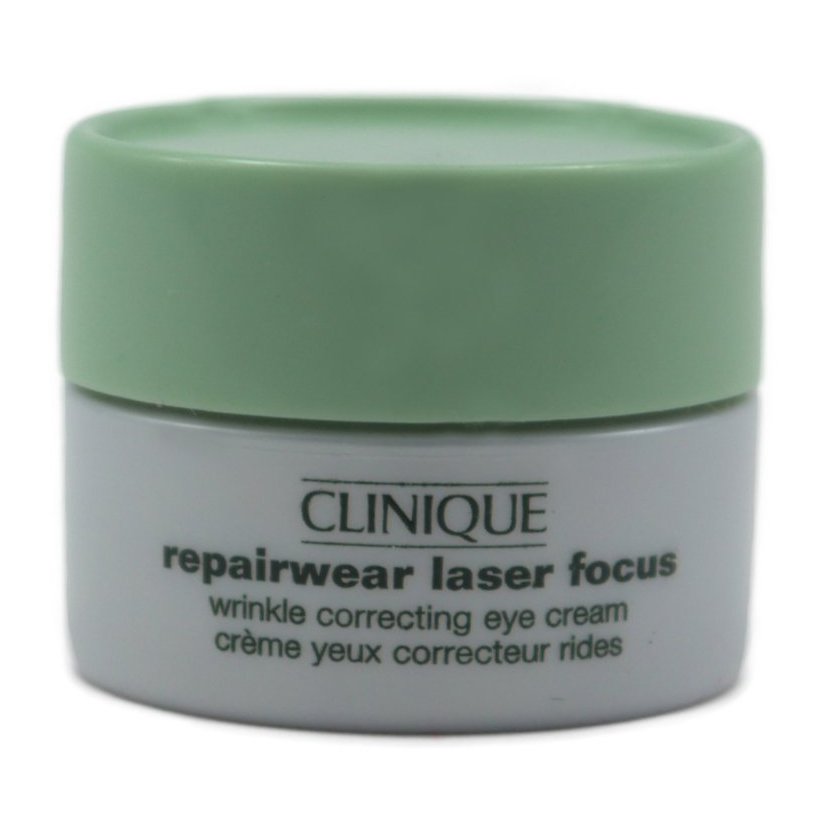 CLINIQUE
repairwear laser focus
wrinkle correcting eye cream
crème yeux correcteur rides